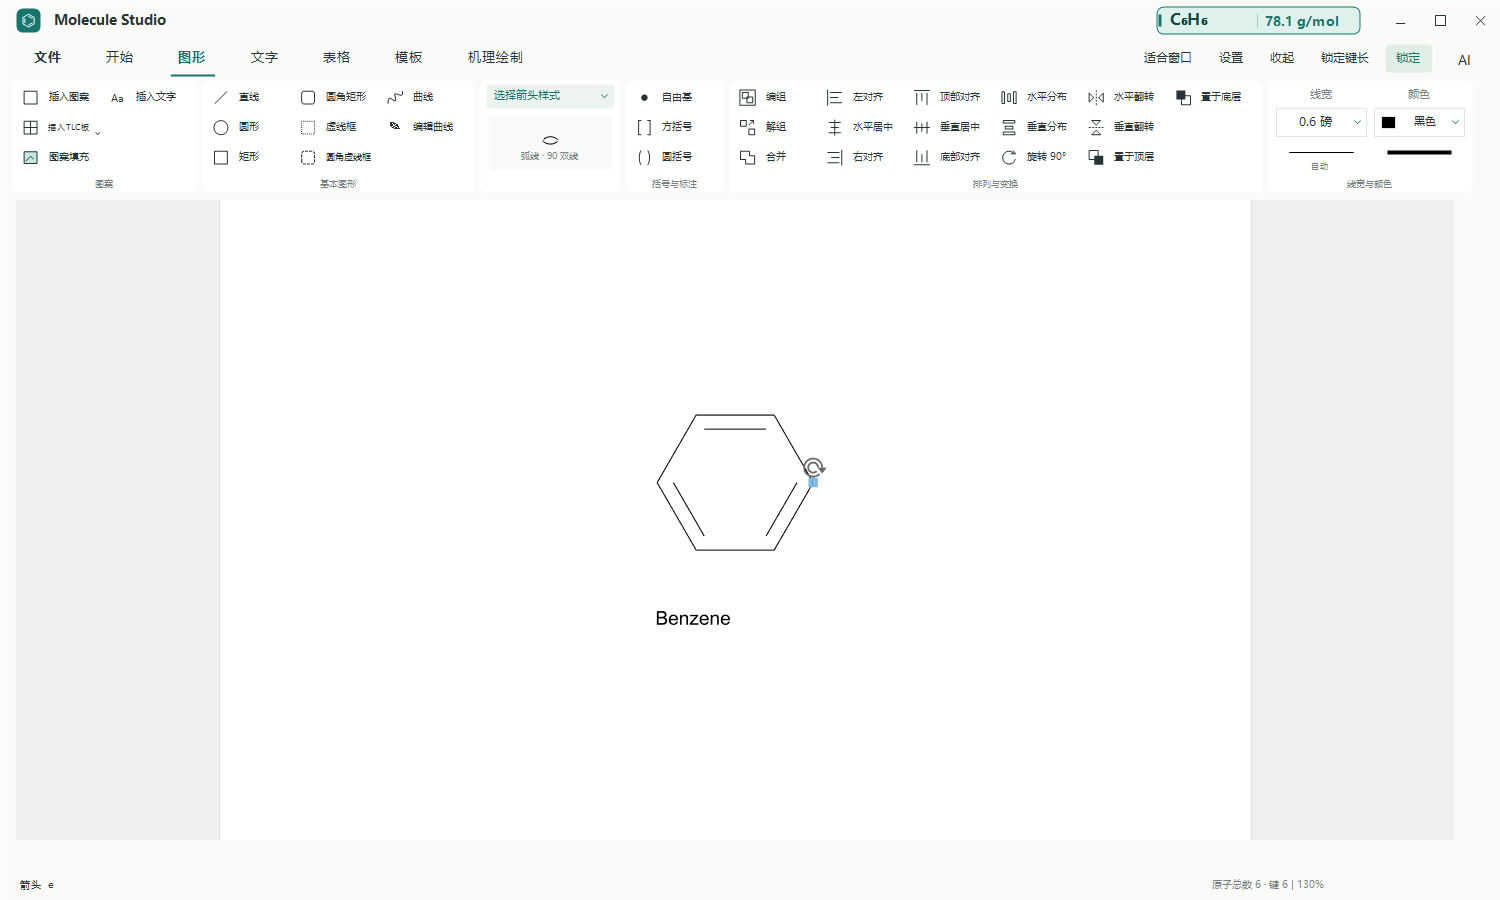 Molecule Studio
C₆H₆ 78.1 g/mol
文件 开始 图形 文字 表格 模板 机理绘制 适合窗口 设置 收起 锁定键长 锁定 AI
插入图案 Aa 插入文字
插入TLC板
图案填充
图案
直线 圆角矩形 曲线
圆形 虚线框 编辑曲线
矩形 圆角虚线框
基本图形
选择箭头样式
弧线 · 90 双线
自由基
[ ] 方括号
( ) 圆括号
括号与标注
编组 左对齐 顶部对齐 水平分布 水平翻转 置于底层
解组 水平居中 垂直居中 垂直分布 垂直翻转
合并 右对齐 底部对齐 旋转 90° 置于顶层
排列与变换
线宽 颜色
0.6 磅 黑色
自动
线宽与颜色
Benzene
箭头 e
原子总数 6 · 键 6 | 130%